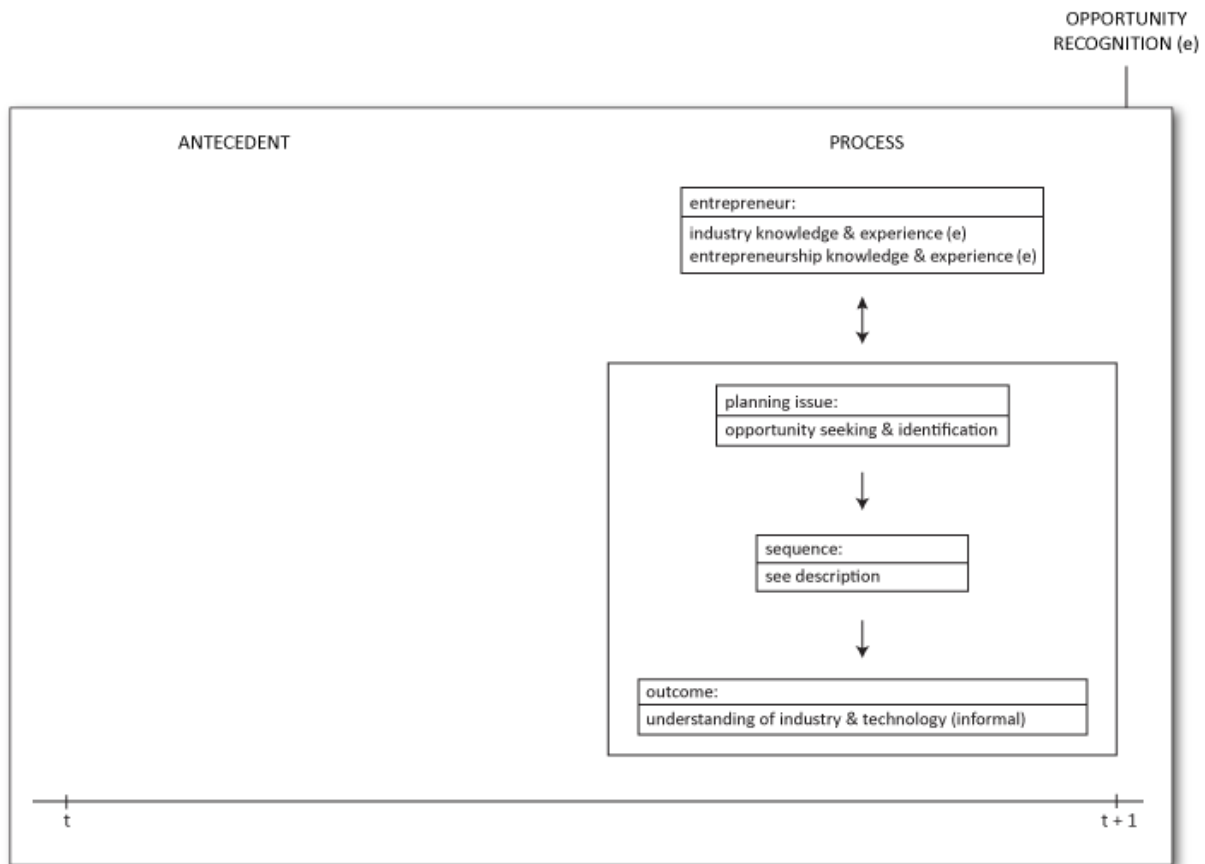 OPPORTUNITY
RECOGNITION (e)
ANTECEDENT
PROCESS
entrepreneur:
industry knowledge & experience (e)
entrepreneurship knowledge & experience (e)
planning issue:
opportunity seeking & identification
sequence:
see description
outcome:
understanding of industry & technology (informal)
t
t + 1